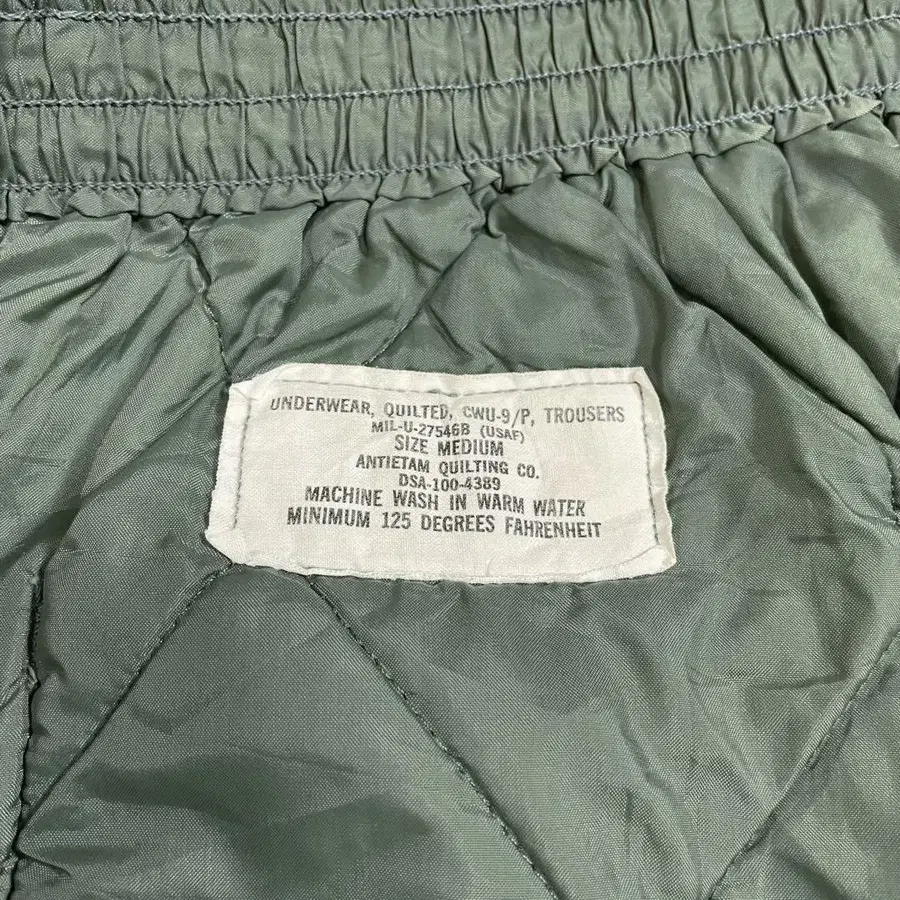 UNDERWEAR, QUILTED, CWU-9/P, TROUSERS
MIL-U-27546B (USAF)
SIZE MEDIUM
ANTIETAM QUILTING CO.
DSA-100-4389
MACHINE WASH IN WARM WATER
MINIMUM 125 DEGREES FAHRENHEIT